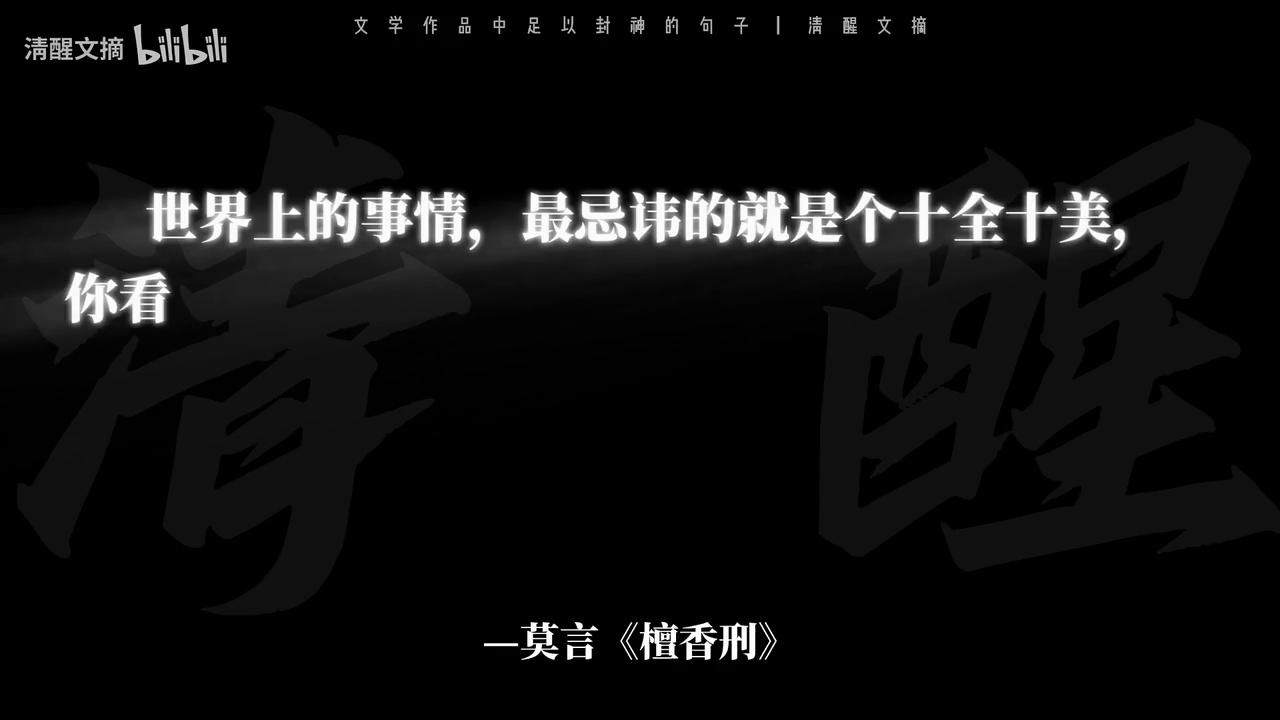 文学作品中足以封神的句子 | 清醒文摘
清醒文摘 bilibili
清醒
世界上的事情，最忌讳的就是个十全十美，
你看
—莫言《檀香刑》